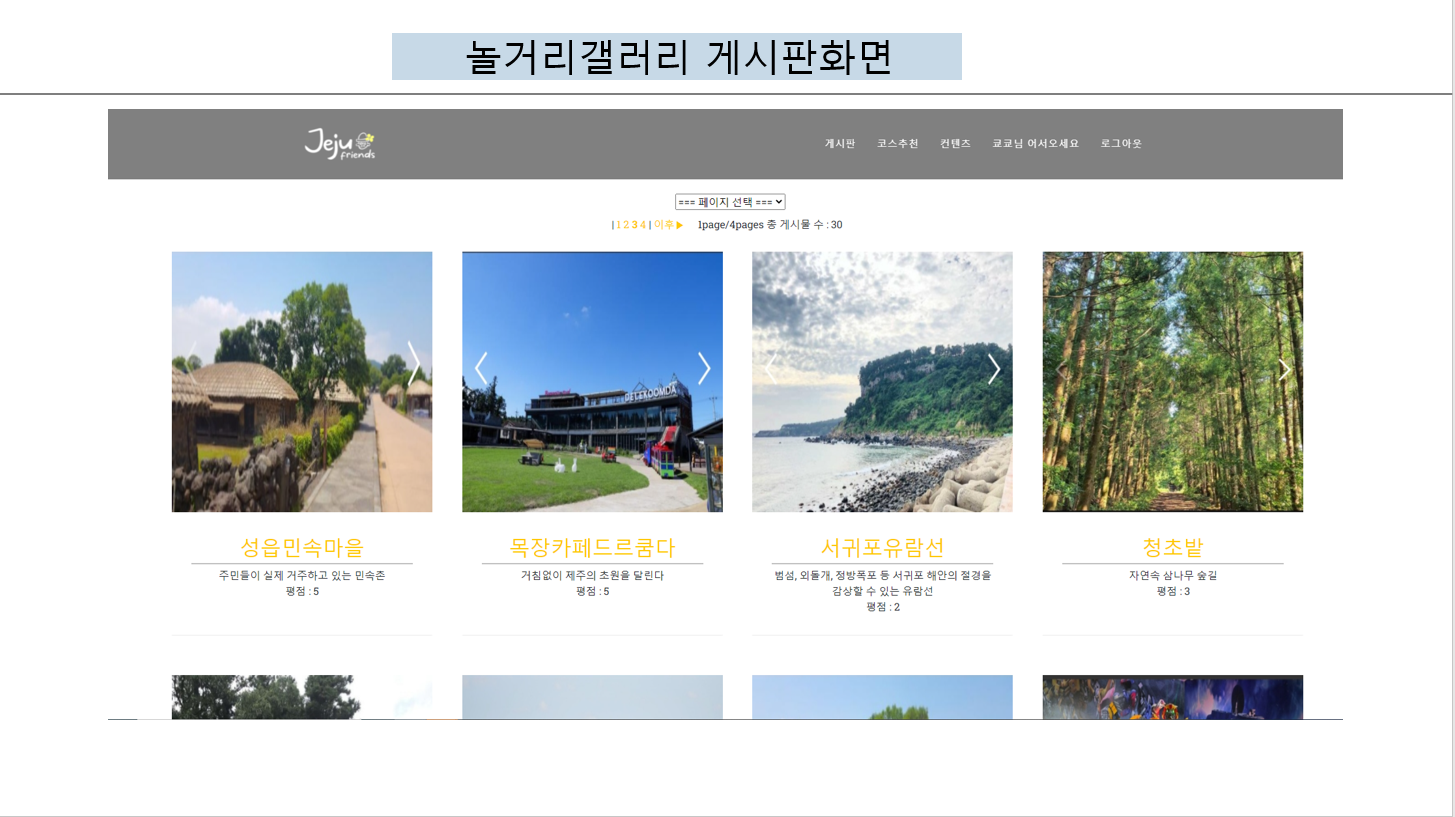 놀거리갤러리 게시판화면
Jeju
friends
게시판 코스추천 컨텐츠 쿄쿄님 어서오세요 로그아웃
=== 페이지 선택 ===
| 1 2 3 4 | 이후▶ 1page/4pages 총 게시물 수 : 30
DELEKOOMDA
성읍민속마을
주민들이 실제 거주하고 있는 민속존
평점 : 5
목장카페드르쿰다
거침없이 제주의 초원을 달린다
평점 : 5
서귀포유람선
범섬, 외돌개, 정방폭포 등 서귀포 해안의 절경을
감상할 수 있는 유람선
평점 : 2
청초밭
자연속 삼나무 숲길
평점 : 3